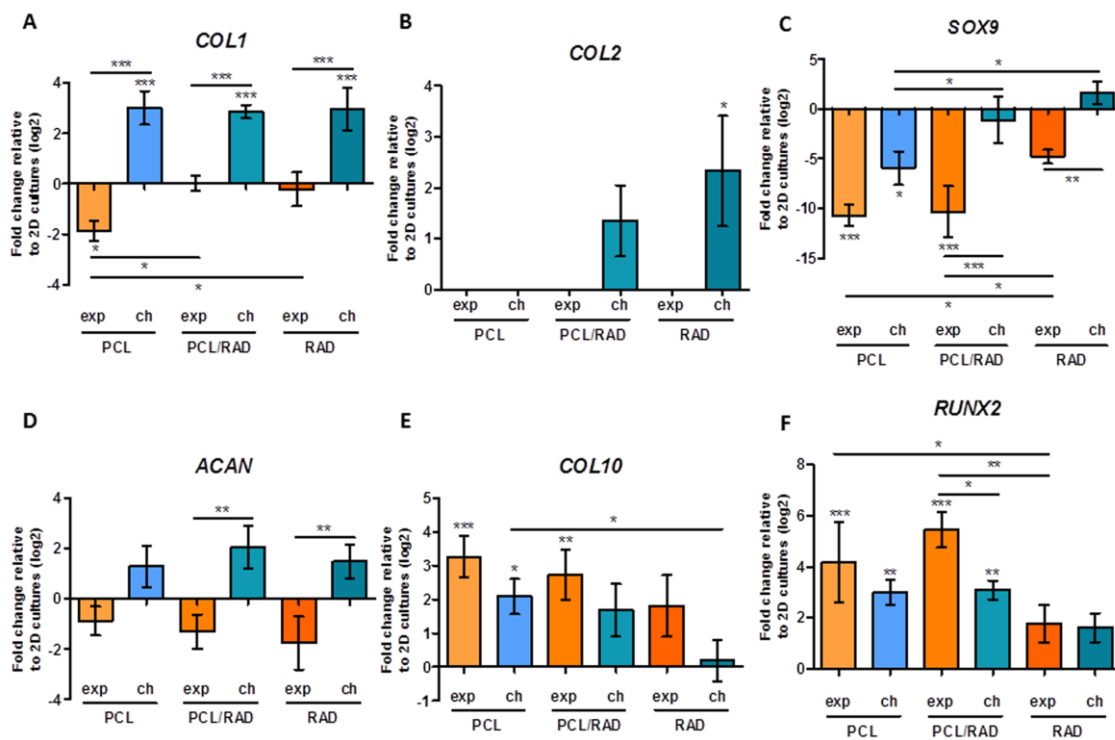 A
COL1
Fold change relative
to 2D cultures (log2)
4
2
0
-2
-4
***
***
***
***
***
***
*
*
*
exp ch exp ch exp ch
PCL PCL/RAD RAD
B
COL2
Fold change relative
to 2D cultures (log2)
4
3
2
1
0
*
exp ch exp ch exp ch
PCL PCL/RAD RAD
C
SOX9
Fold change relative
to 2D cultures (log2)
5
0
-5
-10
-15
*
*
**
*
***
***
***
*
*
exp ch exp ch exp ch
PCL PCL/RAD RAD
D
ACAN
Fold change relative
to 2D cultures (log2)
4
2
0
-2
-4
**
**
exp ch exp ch exp ch
PCL PCL/RAD RAD
E
COL10
Fold change relative
to 2D cultures (log2)
5
4
3
2
1
0
-1
*
***
**
*
exp ch exp ch exp ch
PCL PCL/RAD RAD
F
RUNX2
Fold change relative
to 2D cultures (log2)
8
6
4
2
0
*
**
*
***
***
**
**
exp ch exp ch exp ch
PCL PCL/RAD RAD